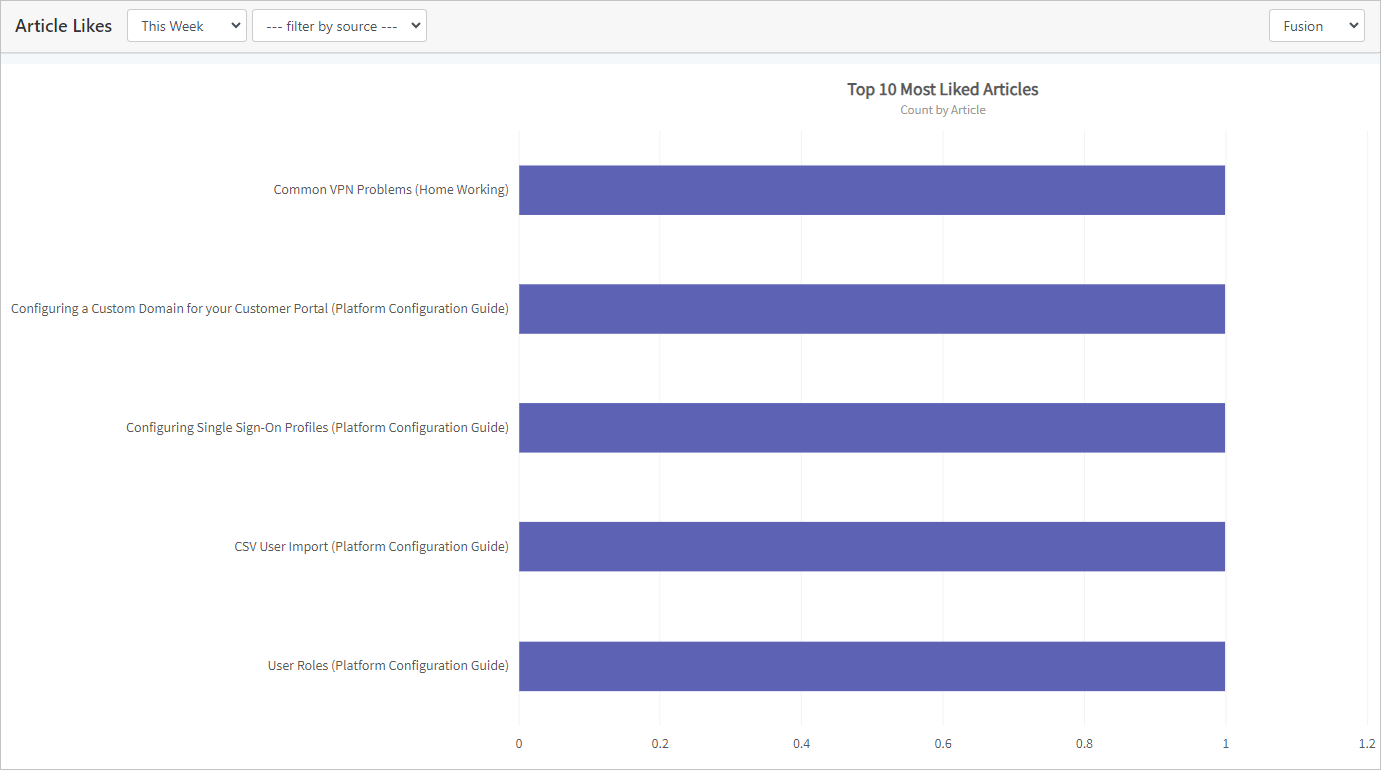 Article Likes This Week --- filter by source --- Fusion
Top 10 Most Liked Articles
Count by Article
Common VPN Problems (Home Working)
Configuring a Custom Domain for your Customer Portal (Platform Configuration Guide)
Configuring Single Sign-On Profiles (Platform Configuration Guide)
CSV User Import (Platform Configuration Guide)
User Roles (Platform Configuration Guide)
0 0.2 0.4 0.6 0.8 1 1.2